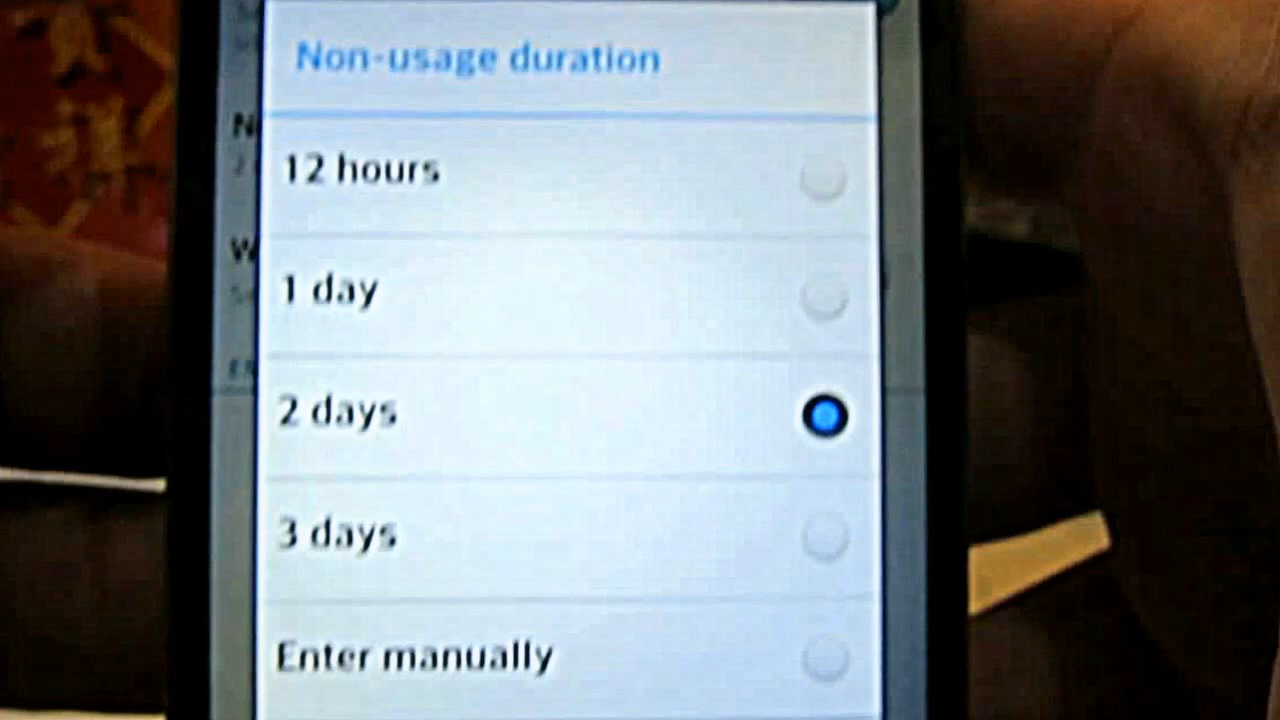 Non-usage duration
12 hours
1 day
2 days
3 days
Enter manually